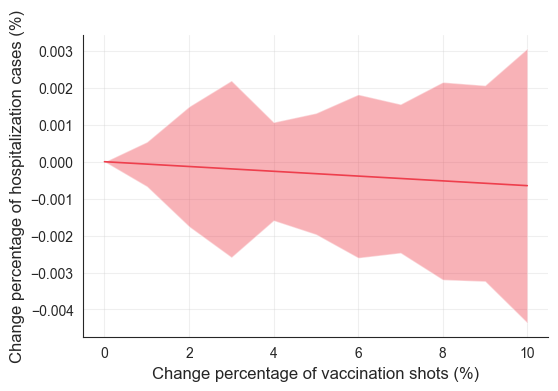 Change percentage of hospitalization cases (%)
0.003
0.002
0.001
0.000
−0.001
−0.002
−0.003
−0.004
0 2 4 6 8 10
Change percentage of vaccination shots (%)